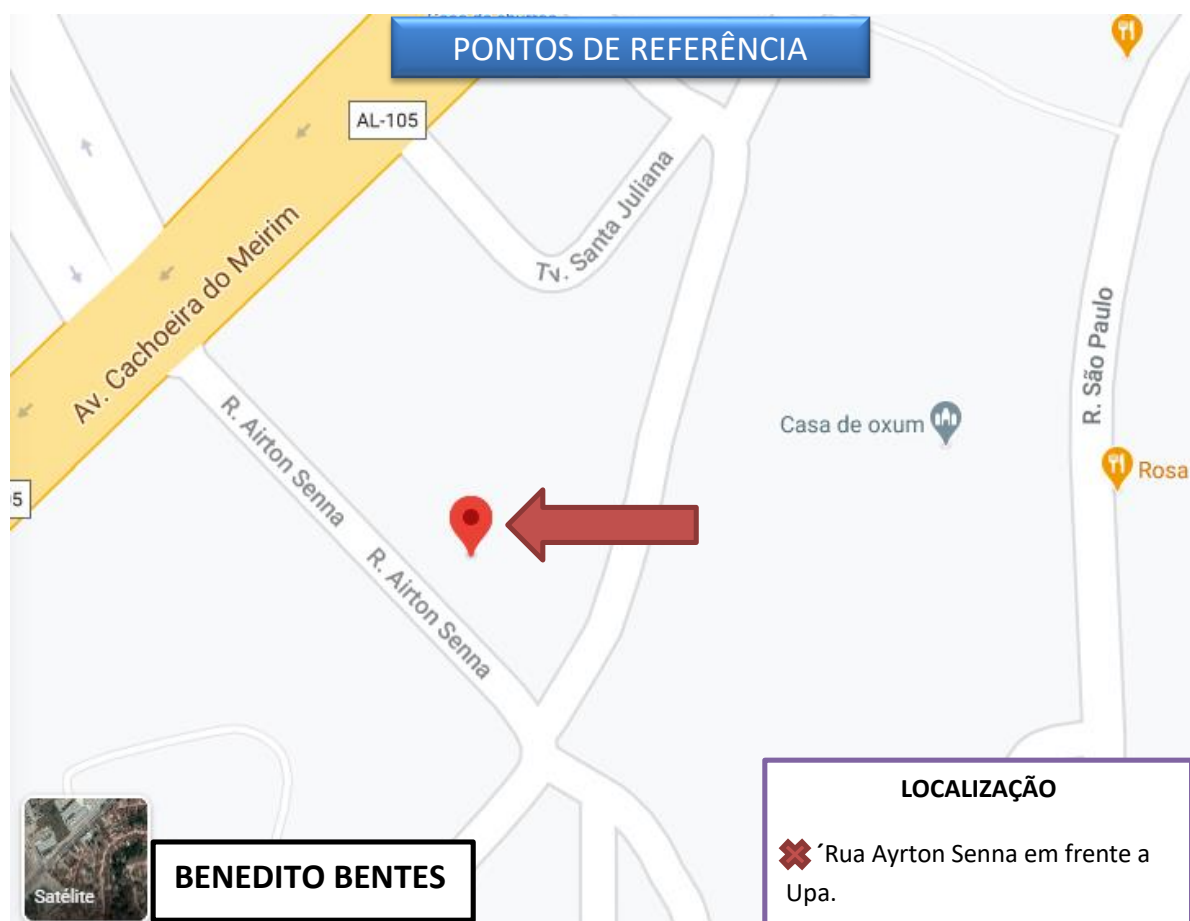 PONTOS DE REFERÊNCIA
AL-105
Av. Cachoeira do Meirim
Tv. Santa Juliana
R. São Paulo
R. Airton Senna
Casa de oxum
Rosa
5
R. Airton Senna
LOCALIZAÇÃO
´Rua Ayrton Senna em frente a
Upa.
BENEDITO BENTES
Satélite